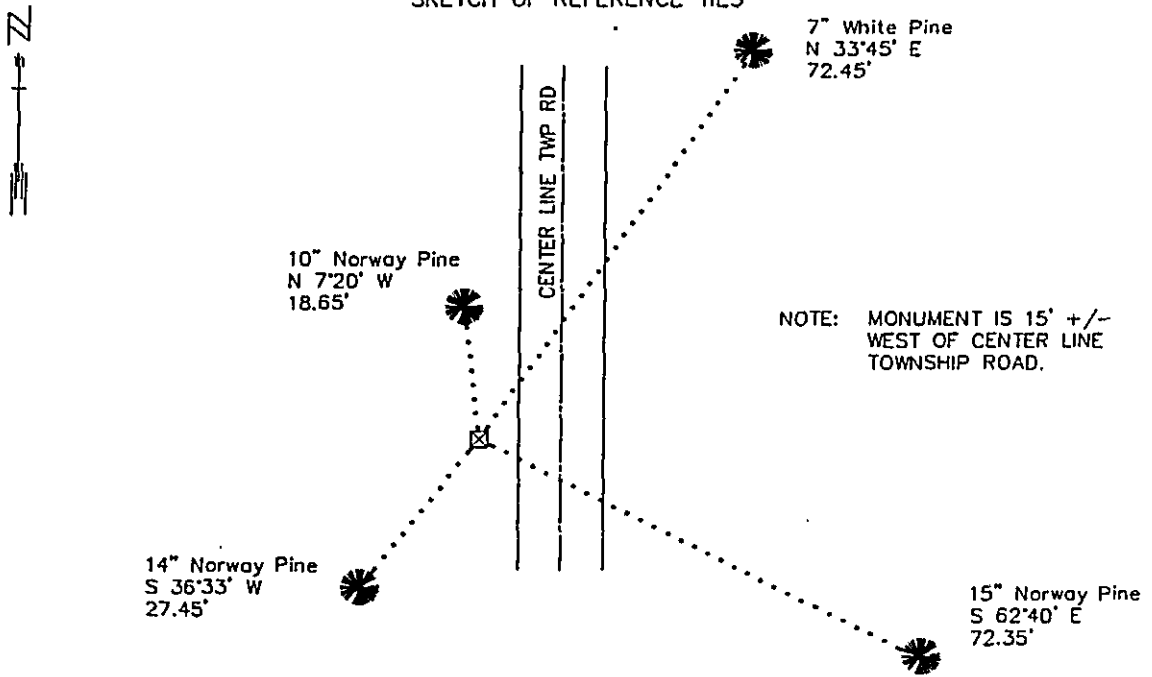 SKETCH OF REFERENCE TIES
N
7" White Pine
N 33°45' E
72.45'
CENTER LINE TWP RD
10" Norway Pine
N 7°20' W
18.65'
NOTE: MONUMENT IS 15' +/-
WEST OF CENTER LINE
TOWNSHIP ROAD.
14" Norway Pine
S 36°33' W
27.45'
15" Norway Pine
S 62°40' E
72.35'